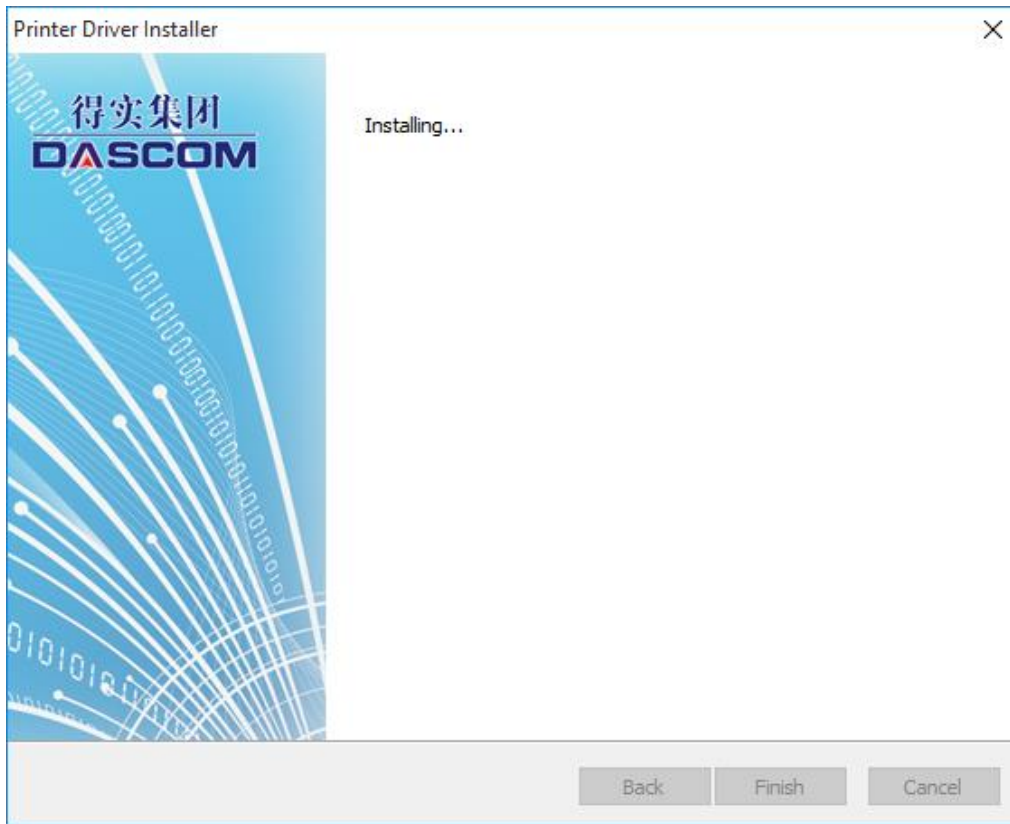 Printer Driver Installer
得实集团
DASCOM
Installing...
Back
Finish
Cancel